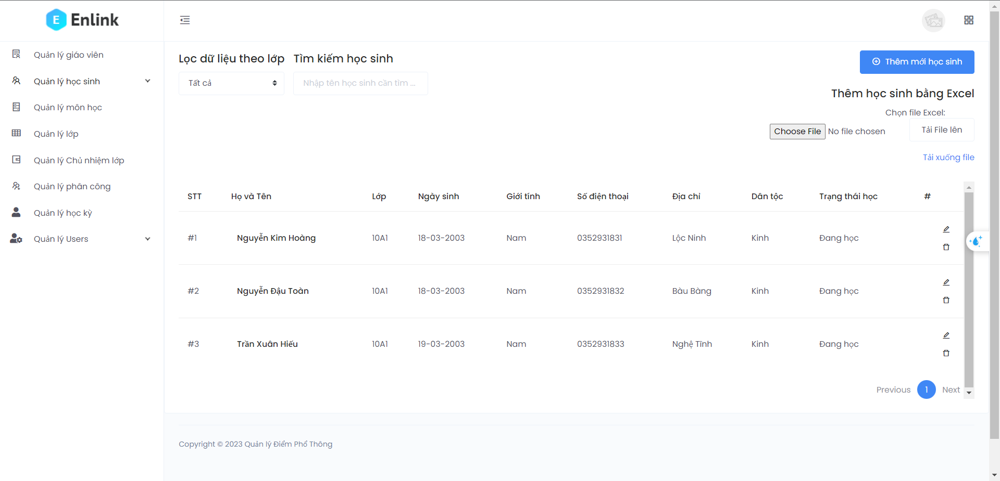 E Enlink
Quản lý giáo viên
Quản lý học sinh
Quản lý môn học
Quản lý lớp
Quản lý Chủ nhiệm lớp
Quản lý phân công
Quản lý học kỳ
Quản lý Users
Lọc dữ liệu theo lớp Tìm kiếm học sinh
Tất cả Nhập tên học sinh cần tìm ...
Thêm mới học sinh
Thêm học sinh bằng Excel
Chọn file Excel:
Choose File No file chosen Tải File lên
Tải xuống file
STT Họ và Tên Lớp Ngày sinh Giới tính Số điện thoại Địa chỉ Dân tộc Trạng thái học #
#1 Nguyễn Kim Hoàng 10A1 18-03-2003 Nam 0352931831 Lộc Ninh Kinh Đang học
#2 Nguyễn Đậu Toàn 10A1 18-03-2003 Nam 0352931832 Bàu Bàng Kinh Đang học
#3 Trần Xuân Hiếu 10A1 19-03-2003 Nam 0352931833 Nghệ Tĩnh Kinh Đang học
Previous 1 Next
Copyright © 2023 Quản lý Điểm Phổ Thông